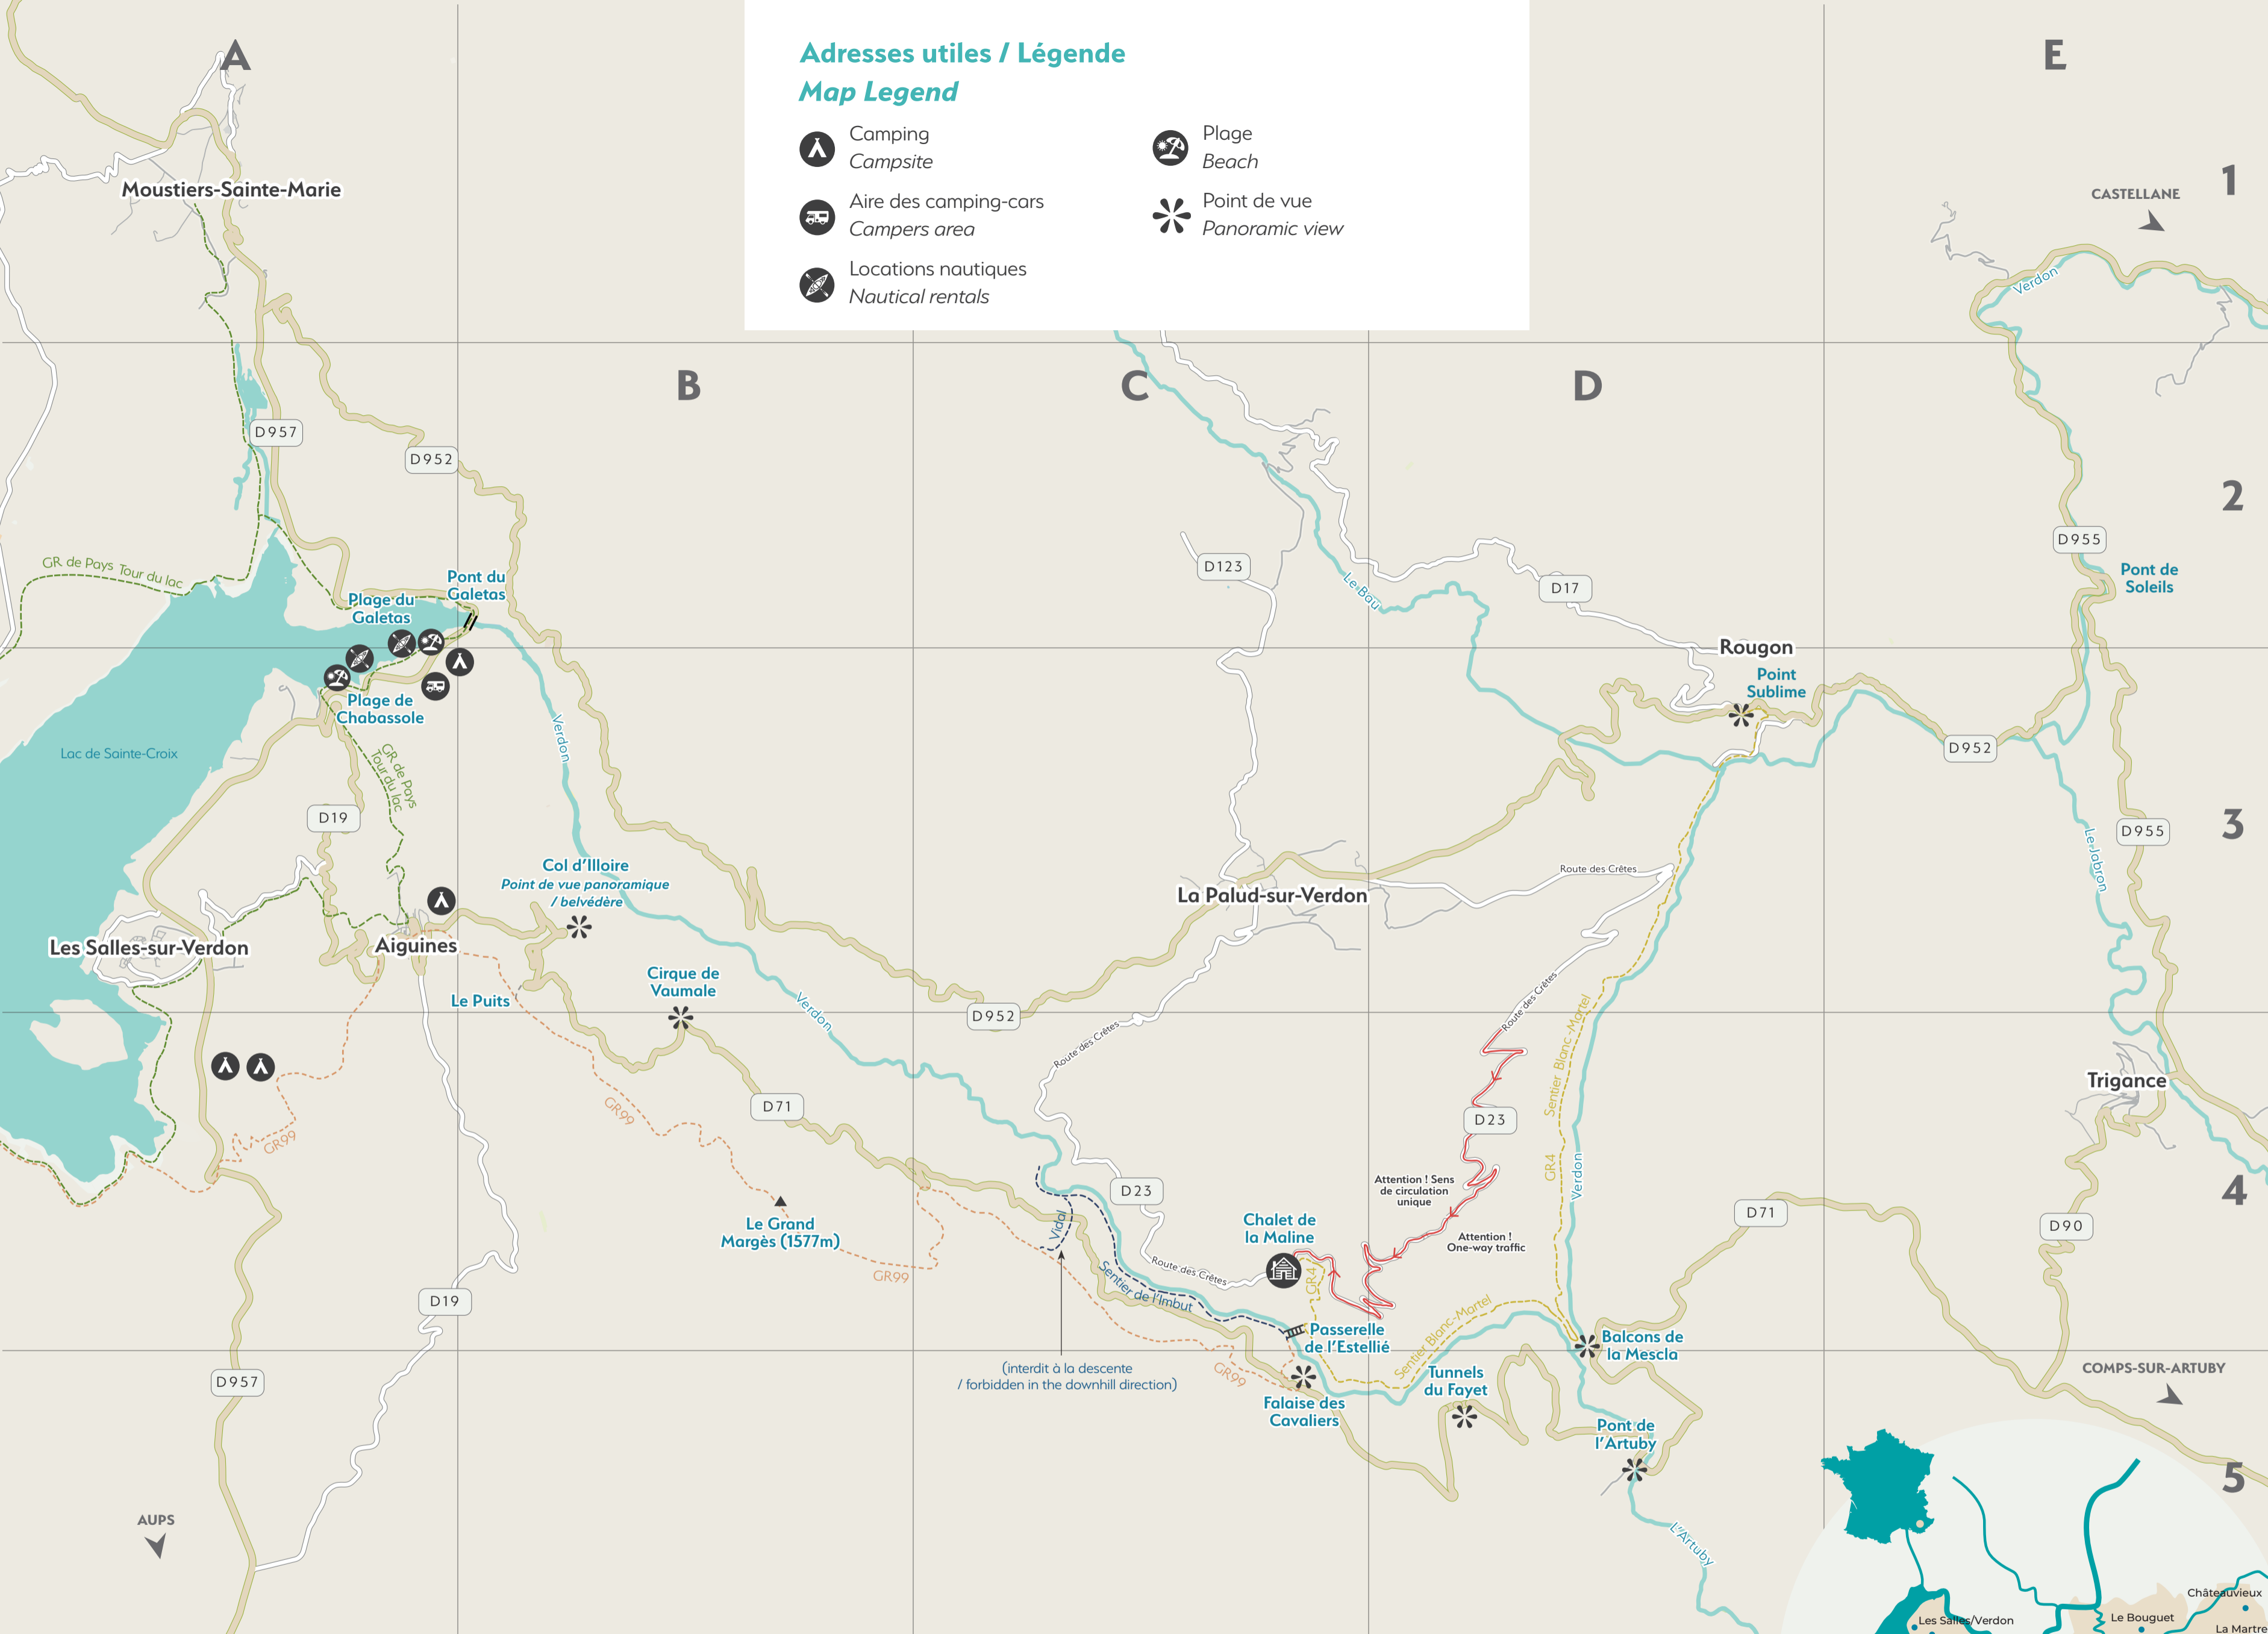 Adresses utiles / Légende
Map Legend
Camping
Campsite
Aire des camping-cars
Campers area
Locations nautiques
Nautical rentals
Plage
Beach
Point de vue
Panoramic view
A
E
1
CASTELLANE
Moustiers-Sainte-Marie
Verdon
B
C
D
D957
D952
2
D955
Pont de
Soleils
GR de Pays Tour du lac
Pont du
Galetas
Plage du
Galetas
D123
Le Bau
D17
Rougon
Point
Sublime
Plage de
Chabassole
Lac de Sainte-Croix
GR de Pays
Tour du lac
Verdon
D952
D19
3
D955
Le Jabron
Col d'Illoire
Point de vue panoramique
/ belvédère
Route des Crêtes
La Palud-sur-Verdon
Les Salles-sur-Verdon
Aiguines
Le Puits
Cirque de
Vaumale
Verdon
D952
Route des Crêtes
Route des Crêtes
Sentier Blanc-Martel
Trigance
GR99
GR99
D71
D23
GR4
Verdon
Attention ! Sens
de circulation
unique
D23
4
Le Grand
Margès (1577m)
Vidal
Chalet de
la Maline
Attention !
One-way traffic
D71
D90
GR99
Sentier de l'Imbut
Route des Crêtes
GR4
D19
Passerelle
de l'Estellié
Sentier Blanc-Martel
Balcons de
la Mescla
(interdit à la descente
/ forbidden in the downhill direction)
GR99
D957
Falaise des
Cavaliers
Tunnels
du Fayet
COMPS-SUR-ARTUBY
Pont de
l'Artuby
5
AUPS
L'Artuby
Châteauvieux
Les Salles/Verdon
Le Bouguet
La Martre